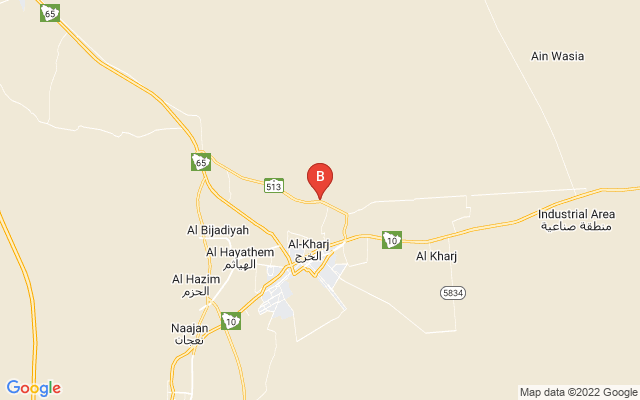 65
Ain Wasia
65
B
513
Industrial Area
منطقة صناعية
Al Bijadiyah
Al-Kharj
الخرج
10
Al Hayathem
الهياثم
Al Kharj
Al Hazim
الحزم
5834
10
Naajan
نعجان
Google
Map data ©2022 Google